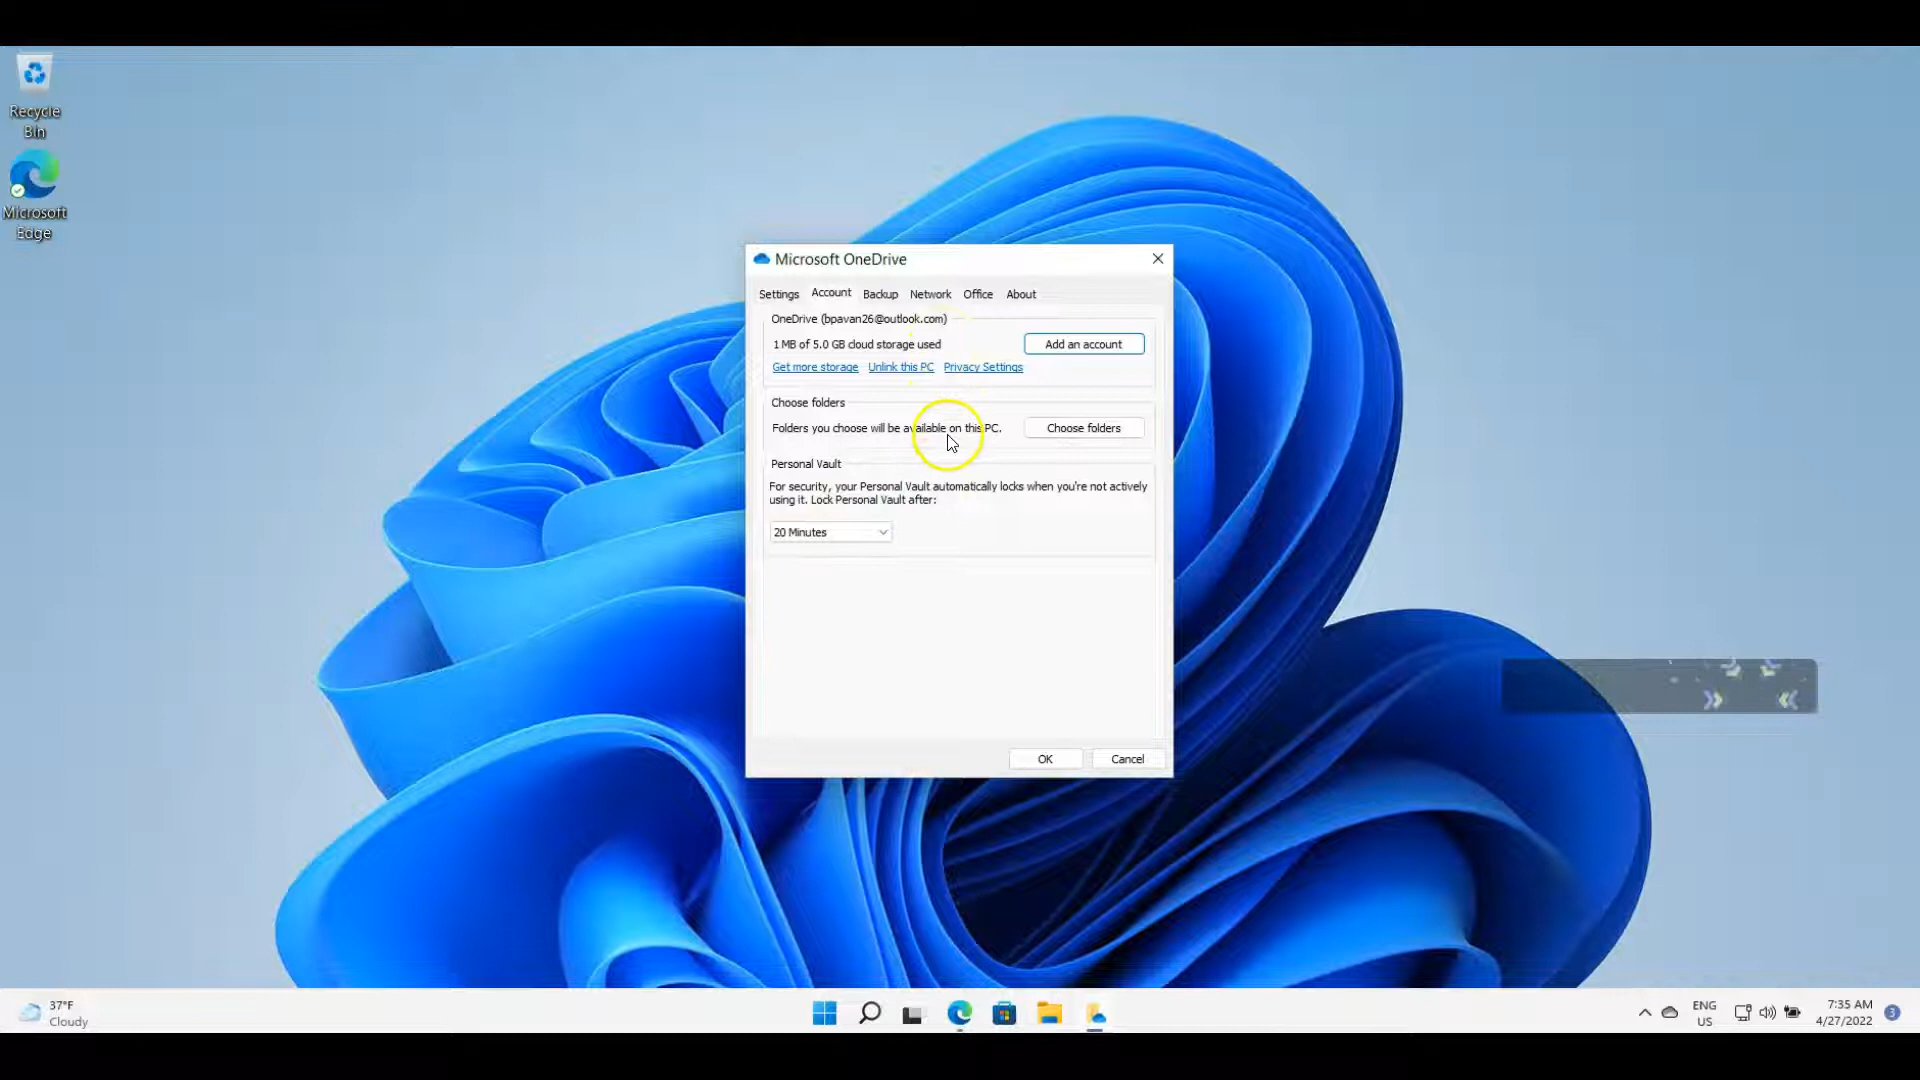 Recycle
Bin
Microsoft
Edge
Microsoft OneDrive
Settings Account Backup Network Office About
OneDrive (bpavan26@outlook.com)
1 MB of 5.0 GB cloud storage used
Add an account
Get more storage Unlink this PC Privacy Settings
Choose folders
Folders you choose will be available on this PC.
Choose folders
Personal Vault
For security, your Personal Vault automatically locks when you're not actively
using it. Lock Personal Vault after:
20 Minutes
OK Cancel
37°F
Cloudy
ENG
US
7:35 AM
4/27/2022
3